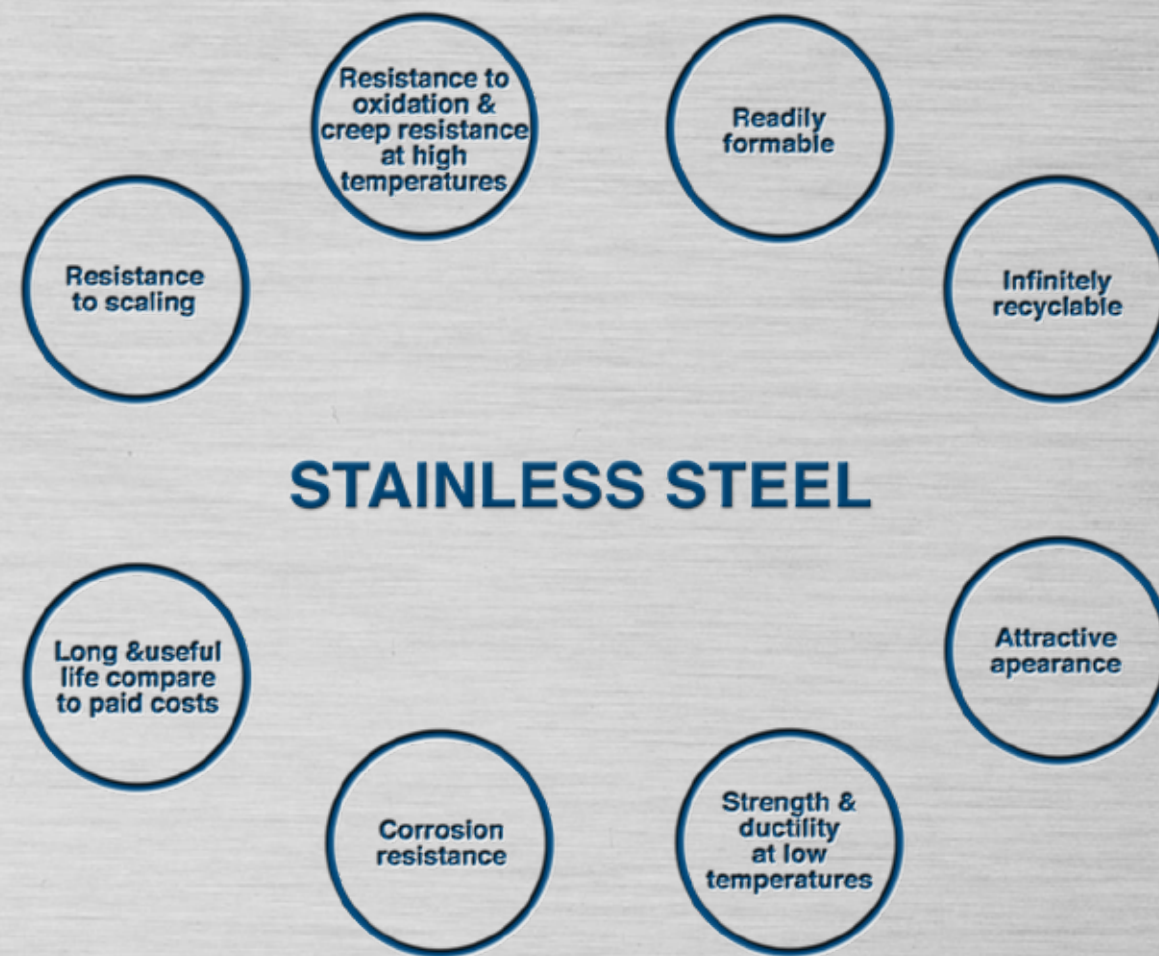 Resistance to
oxidation &
creep resistance
at high
temperatures
Readily
formable
Resistance
to scaling
Infinitely
recyclable
STAINLESS STEEL
Long &useful
life compare
to paid costs
Attractive
apearance
Corrosion
resistance
Strength &
ductility
at low
temperatures